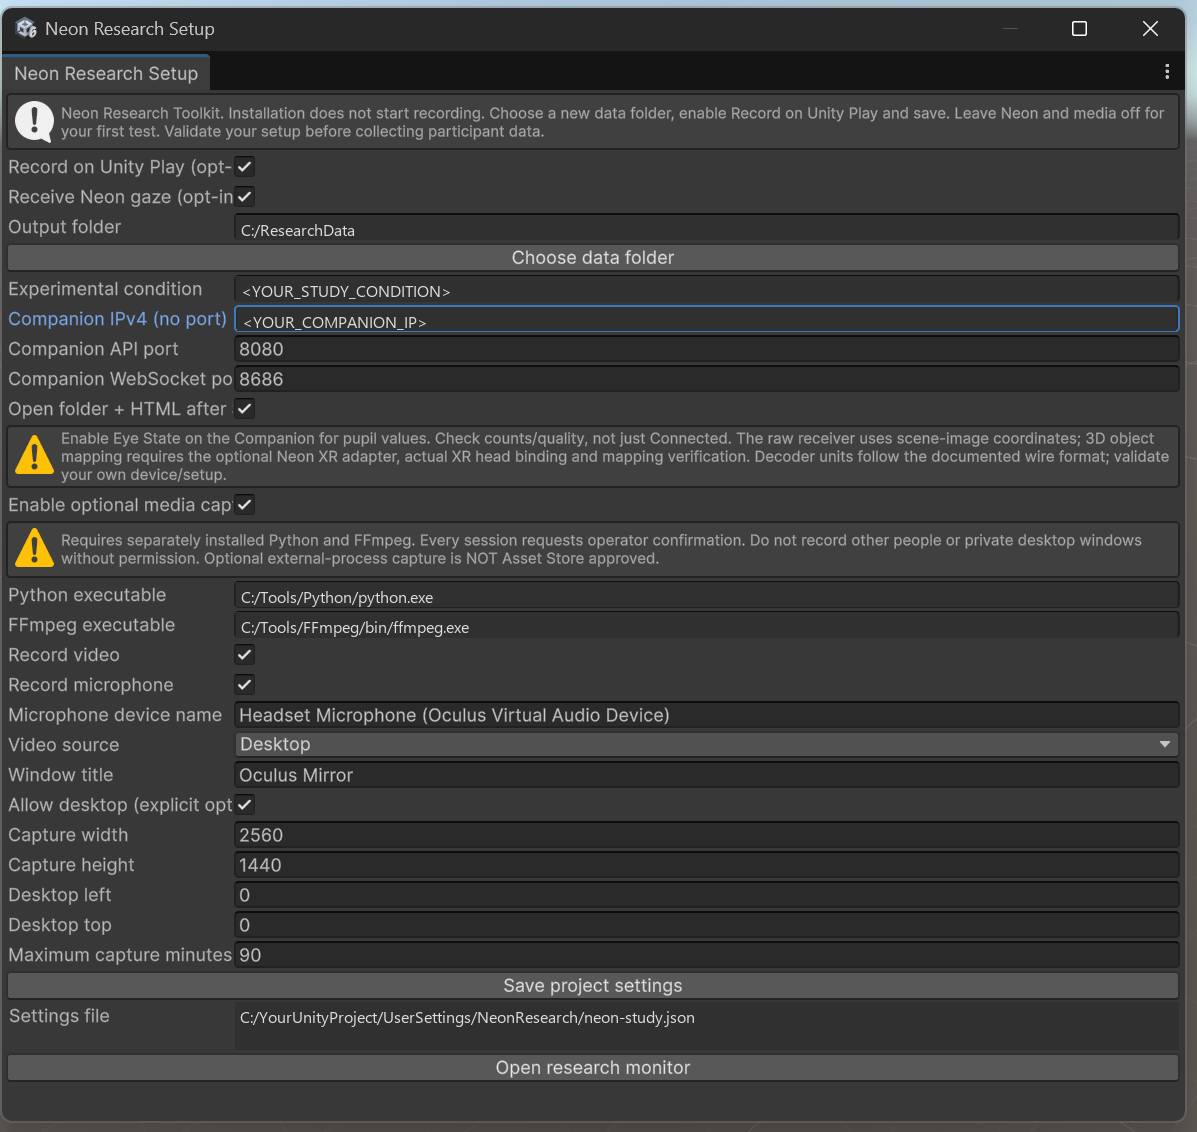 Neon Research Setup
Neon Research Setup
Neon Research Toolkit. Installation does not start recording. Choose a new data folder, enable Record on Unity Play and save. Leave Neon and media off for
your first test. Validate your setup before collecting participant data.
Record on Unity Play (opt-
Receive Neon gaze (opt-in
Output folder
C:/ResearchData
Choose data folder
Experimental condition
<YOUR_STUDY_CONDITION>
Companion IPv4 (no port)
<YOUR_COMPANION_IP>
Companion API port
8080
Companion WebSocket po
8686
Open folder + HTML after
Enable Eye State on the Companion for pupil values. Check counts/quality, not just Connected. The raw receiver uses scene-image coordinates; 3D object
mapping requires the optional Neon XR adapter, actual XR head binding and mapping verification. Decoder units follow the documented wire format; validate
your own device/setup.
Enable optional media cap
Requires separately installed Python and FFmpeg. Every session requests operator confirmation. Do not record other people or private desktop windows
without permission. Optional external-process capture is NOT Asset Store approved.
Python executable
C:/Tools/Python/python.exe
FFmpeg executable
C:/Tools/FFmpeg/bin/ffmpeg.exe
Record video
Record microphone
Microphone device name
Headset Microphone (Oculus Virtual Audio Device)
Video source
Desktop
Window title
Oculus Mirror
Allow desktop (explicit opt
Capture width
2560
Capture height
1440
Desktop left
0
Desktop top
0
Maximum capture minutes
90
Save project settings
Settings file
C:/YourUnityProject/UserSettings/NeonResearch/neon-study.json
Open research monitor